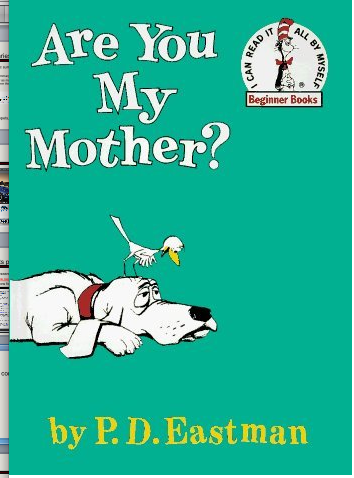 Are You
My
Mother?
I CAN READ IT ALL BY MYSELF
Beginner Books
by P.D. Eastman